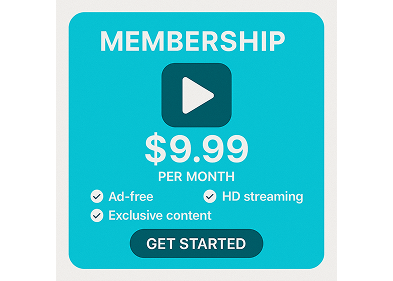 MEMBERSHIP
$9.99
PER MONTH
Ad-free HD streaming
Exclusive content
GET STARTED